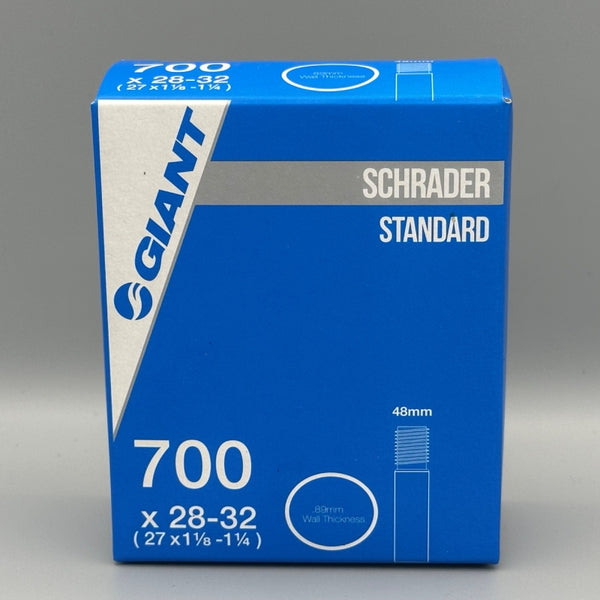 700
x 28-32
( 27 x 1⅛ -1¼ )
.89mm
Wall Thickness
48mm
GIANT
SCHRADER
STANDARD
48mm
700
x 28-32
( 27 x 1⅛ -1¼ )
.89mm
Wall Thickness